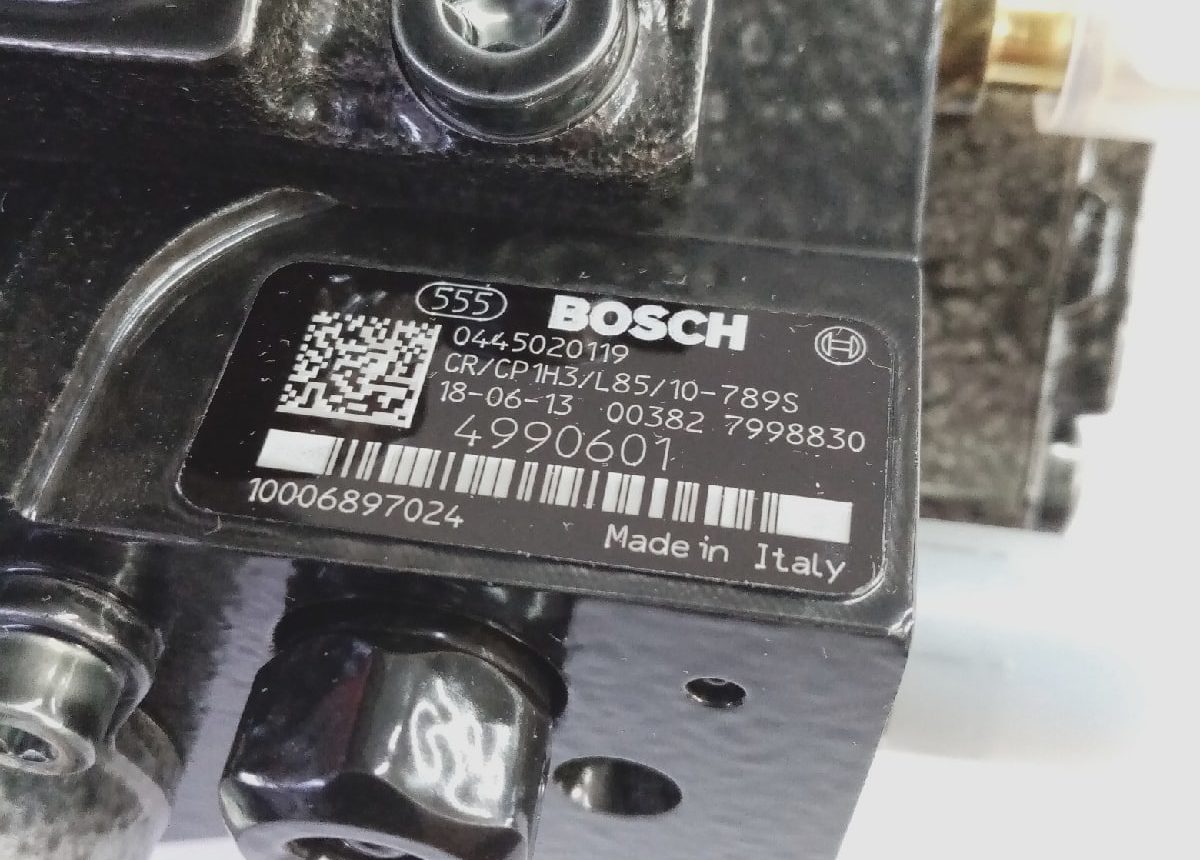 555 BOSCH
0445020119
CR/CP1H3/L85/10-789S
18-06-13 00382 7998830
4990601
10006897024
Made in Italy